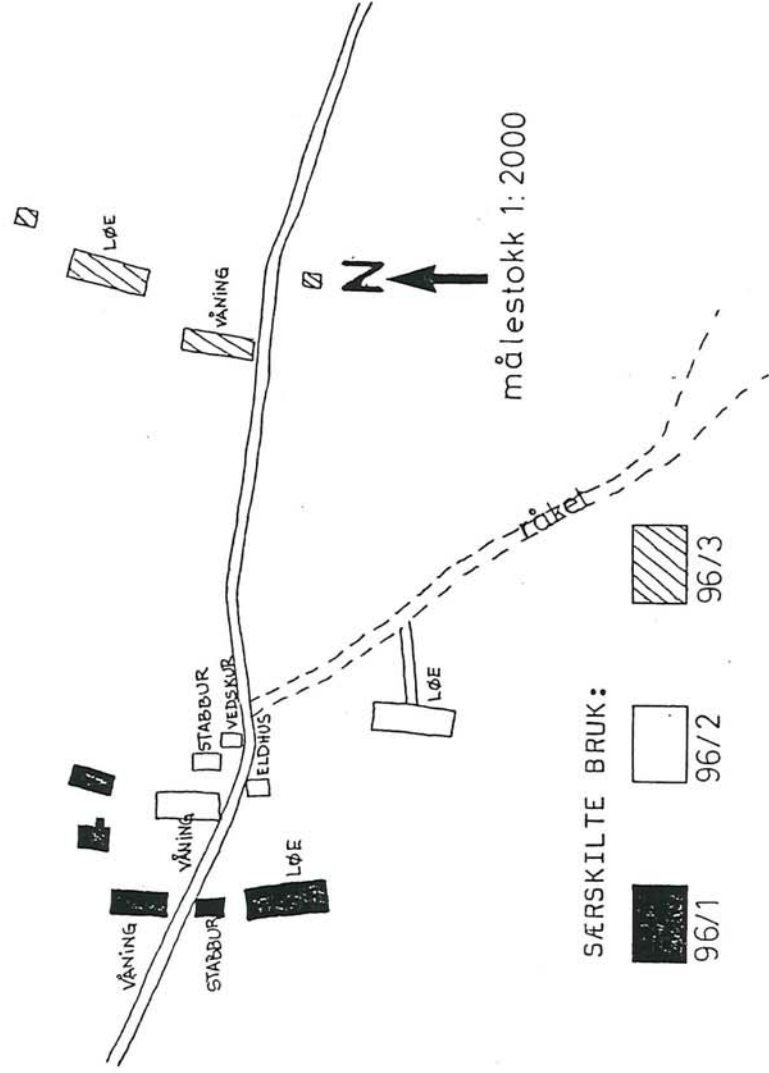 LØE
VÅNING
N
målestokk 1:2000
råket
STABBUR
VEDSKUR
ELDHUS
LØE
VÅNING
VÅNING
STABBUR
LØE
SÆRSKILTE BRUK:
96/1
96/2
96/3